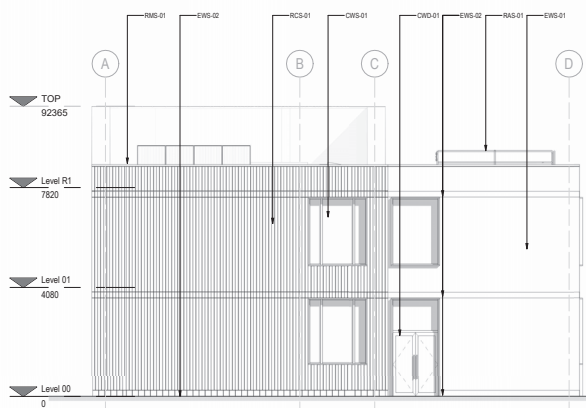 RMS-01
EWS-02
RCS-01
CWS-01
CWD-01
EWS-02
RAS-01
EWS-01
A
B
C
D
TOP
92365
Level R1
7820
Level 01
4080
Level 00
0